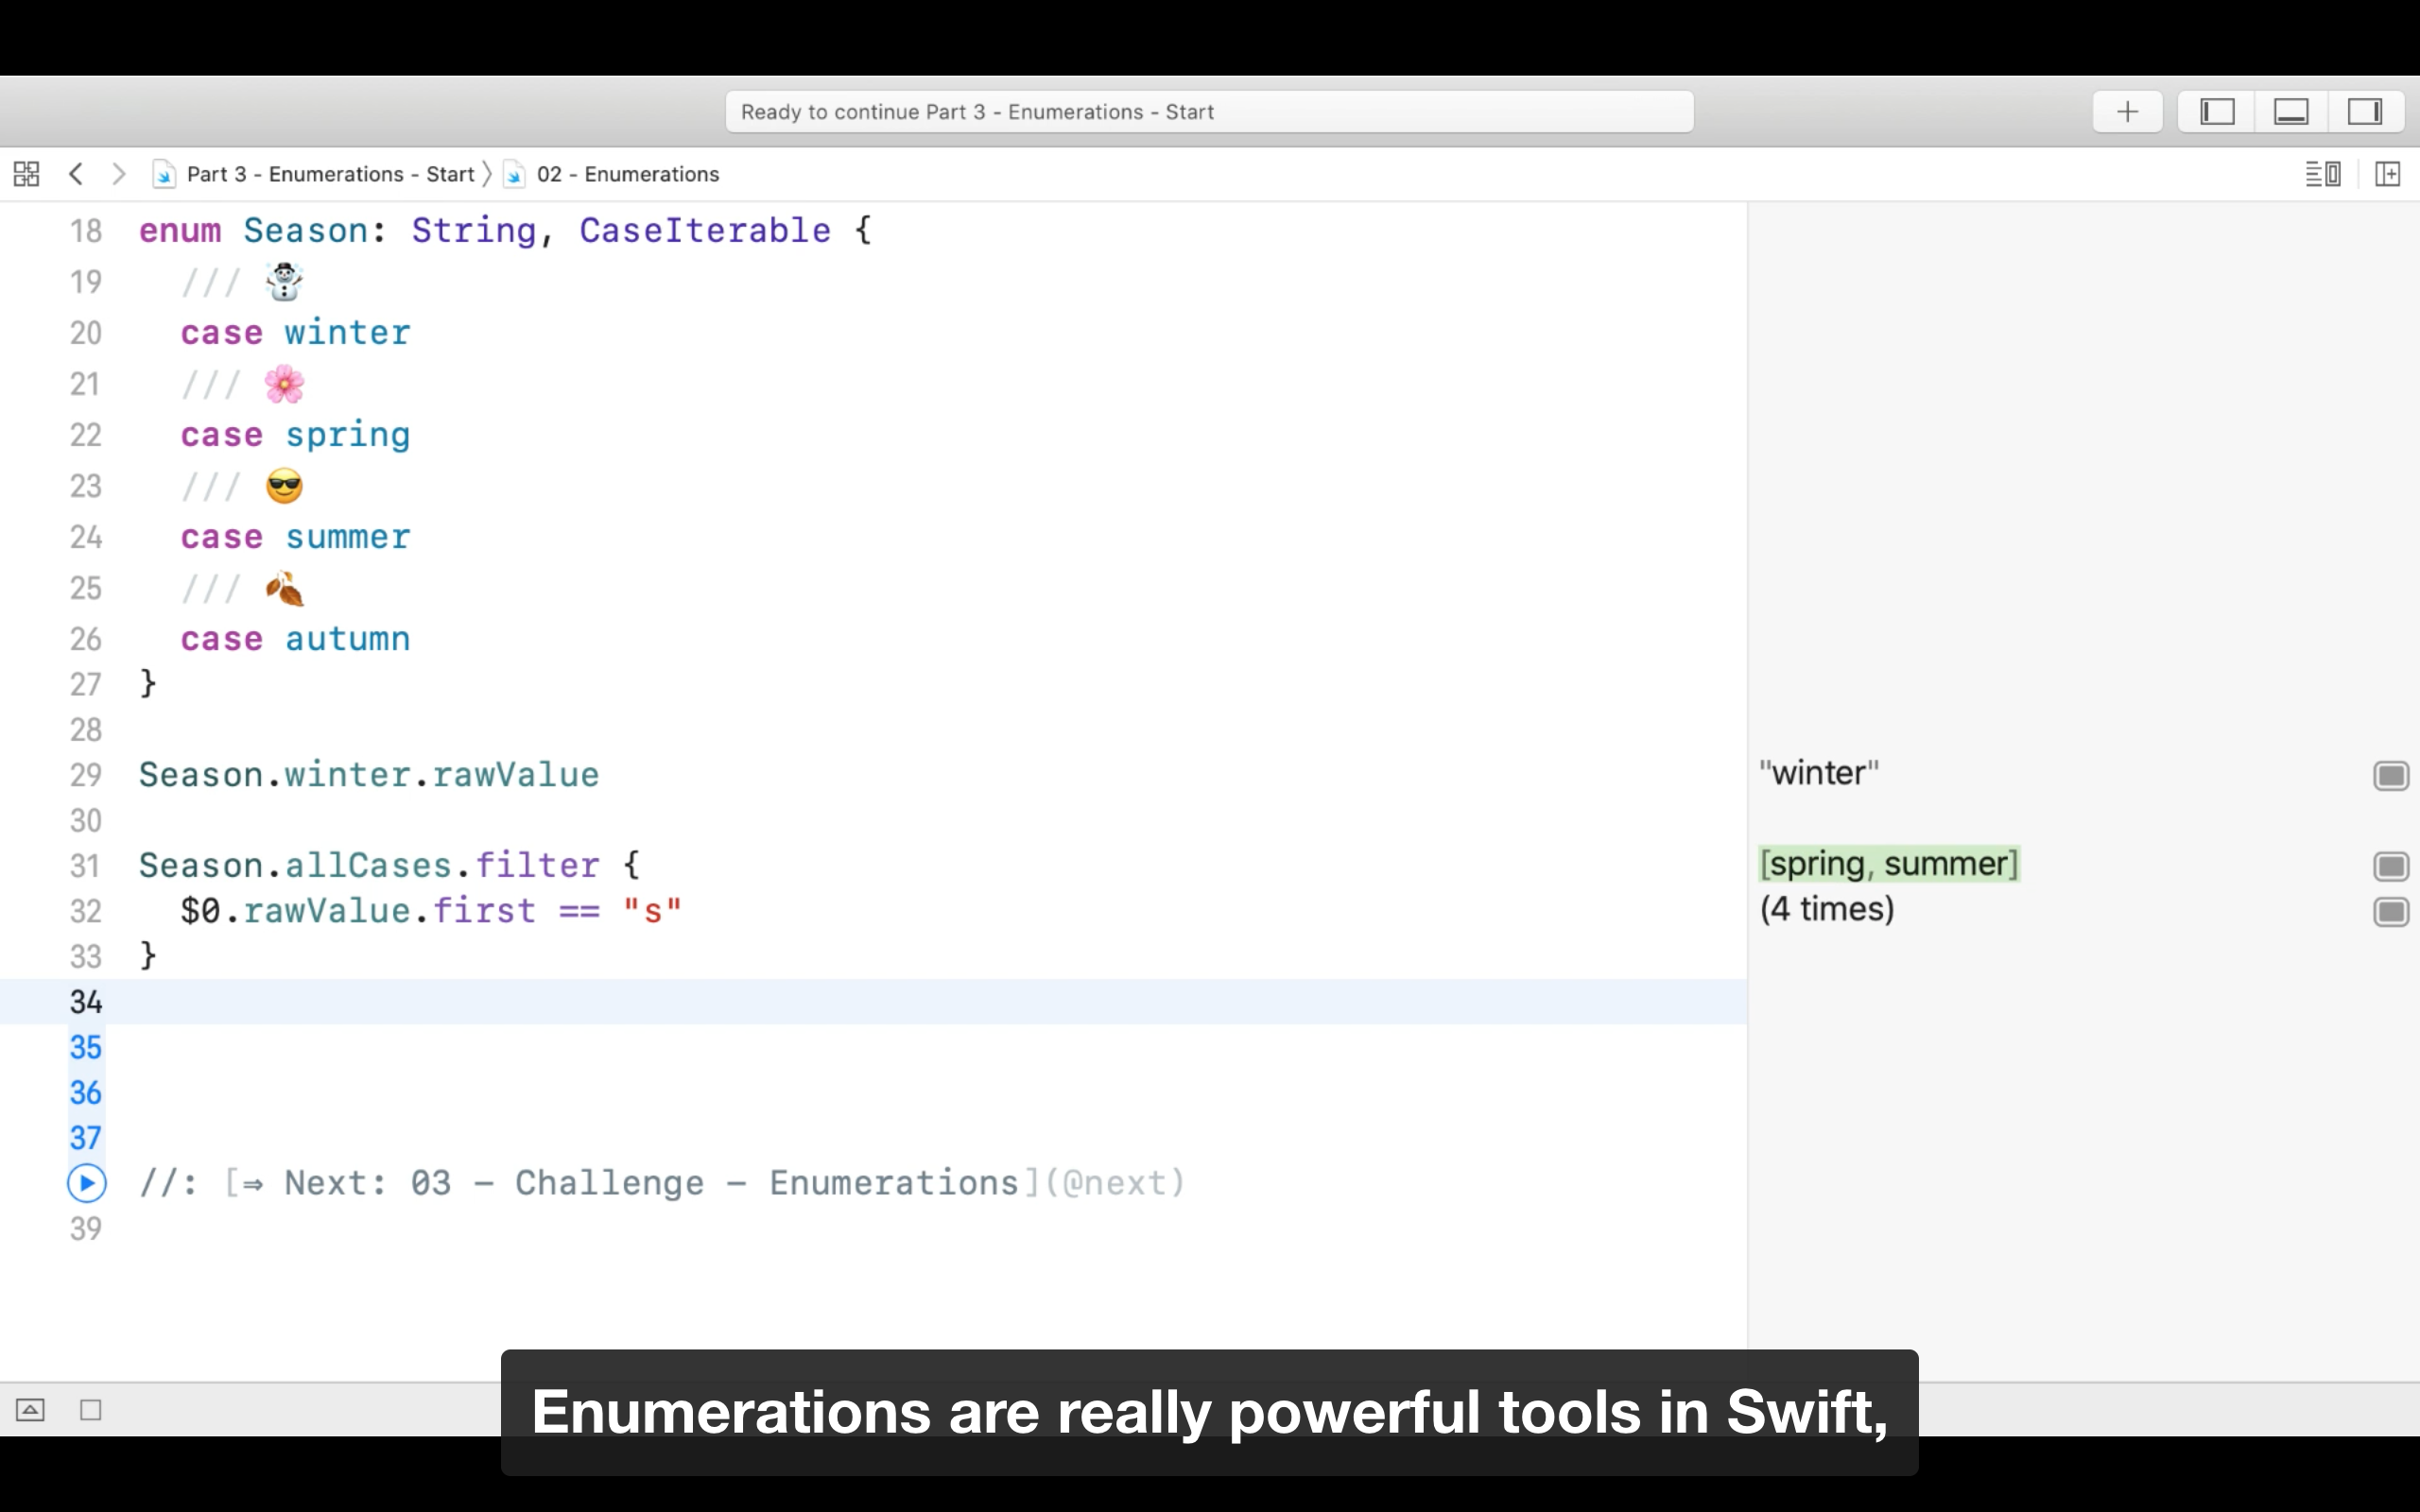 Ready to continue Part 3 - Enumerations - Start
Part 3 - Enumerations - Start 02 - Enumerations
18 enum Season: String, CaseIterable {
19 /// ☃️
20 case winter
21 /// 🌸
22 case spring
23 /// 😎
24 case summer
25 /// 🍂
26 case autumn
27 }
28
29 Season.winter.rawValue "winter"
30
31 Season.allCases.filter { [spring, summer]
32 $0.rawValue.first == "s" (4 times)
33 }
34
35
36
37
//: [⇒ Next: 03 – Challenge – Enumerations](@next)
39
Enumerations are really powerful tools in Swift,